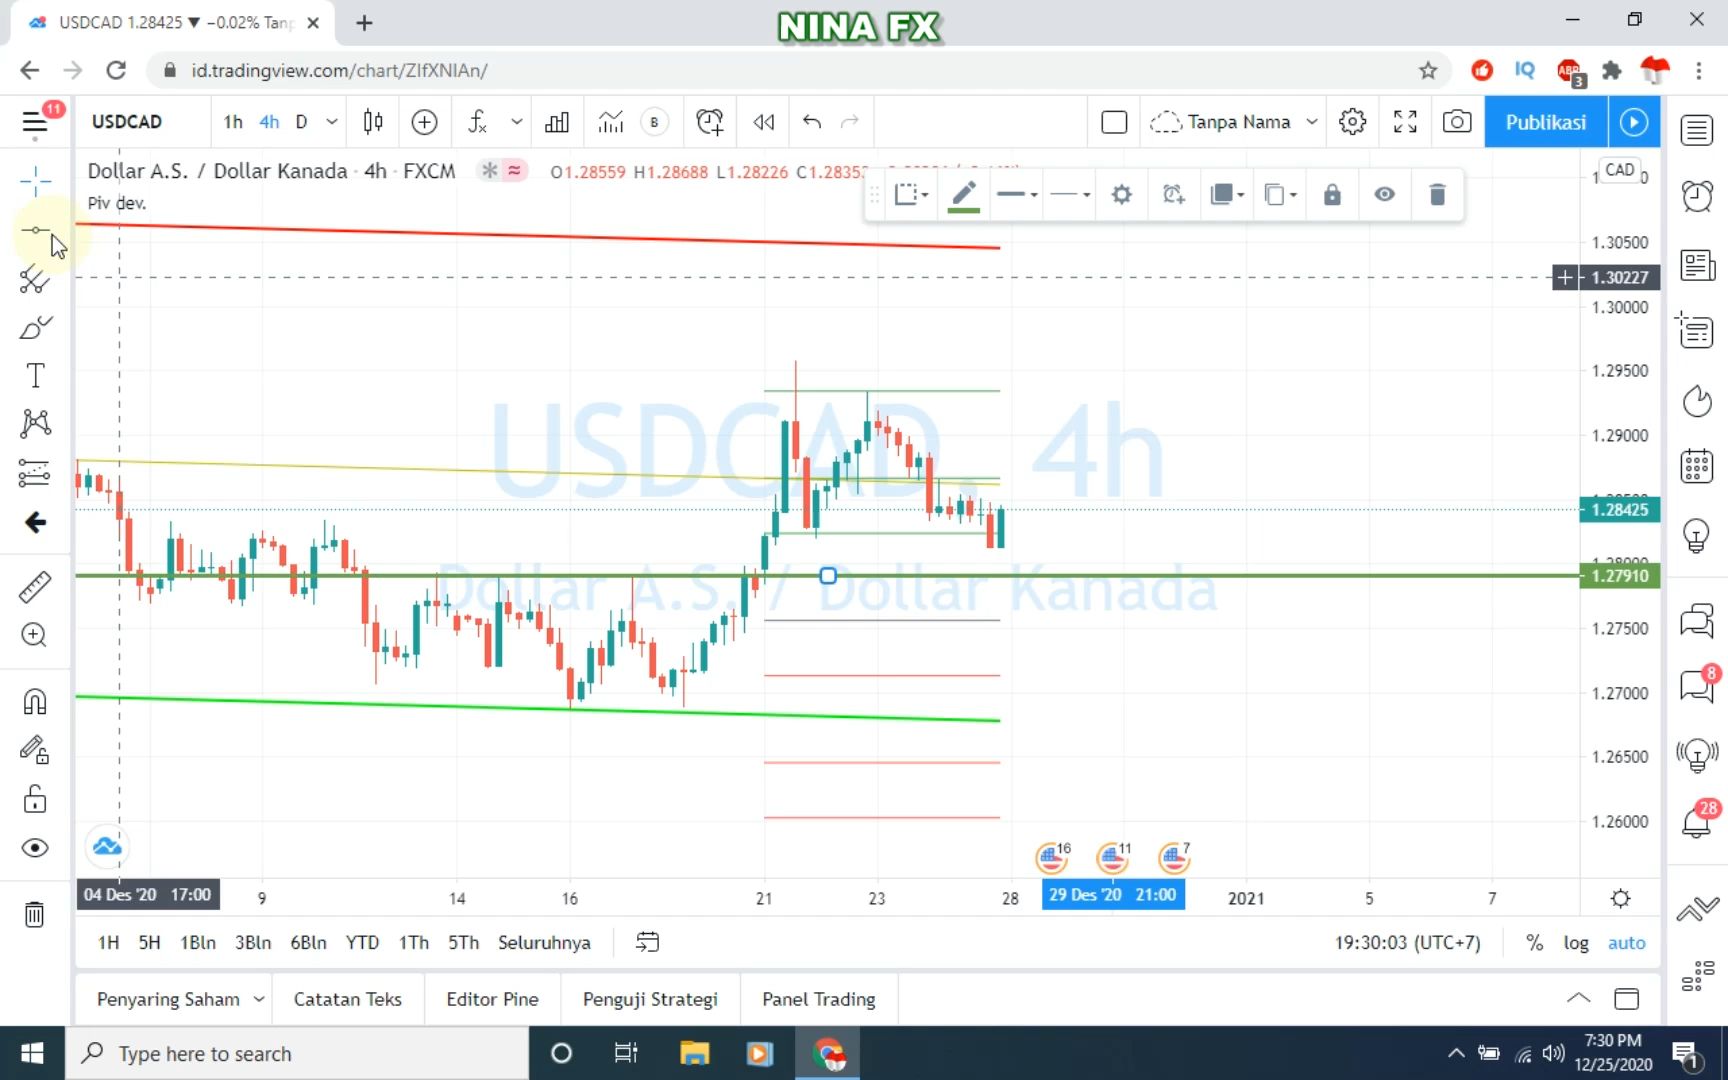 USDCAD 1.28425 ▼ −0.02% Tanp
NINA FX
id.tradingview.com/chart/ZIfXNIAn/
IQ
ABP
3
11
USDCAD
1h 4h D
B
Tanpa Nama
Publikasi
Dollar A.S. / Dollar Kanada · 4h · FXCM
O1.28559 H1.28688 L1.28226
CAD
Piv dev.
1.30500
1.30227
1.30000
1.29500
1.29000
1.28425
1.27910
1.27500
1.27000
1.26500
1.26000
USDCAD, 4h
Dollar A.S. / Dollar Kanada
T
8
28
16
11
7
04 Des '20 17:00
9
14
16
21
23
28
29 Des '20 21:00
2021
5
7
1H 5H 1Bln 3Bln 6Bln YTD 1Th 5Th Seluruhnya
19:30:03 (UTC+7)
% log auto
Penyaring Saham
Catatan Teks
Editor Pine
Penguji Strategi
Panel Trading
Type here to search
7:30 PM
12/25/2020
1